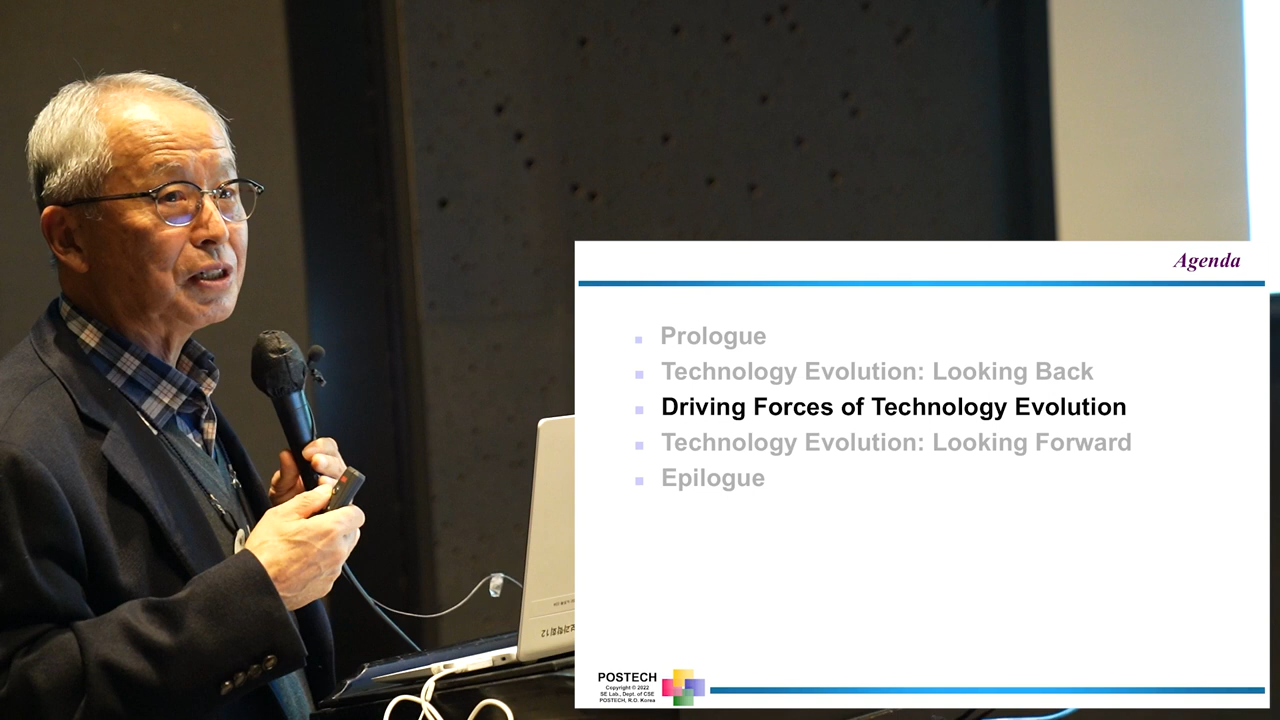 Agenda
Prologue
Technology Evolution: Looking Back
Driving Forces of Technology Evolution
Technology Evolution: Looking Forward
Epilogue
POSTECH
Copyright © 2022
SE Lab., Dept. of CSE
POSTECH, R.O. Korea